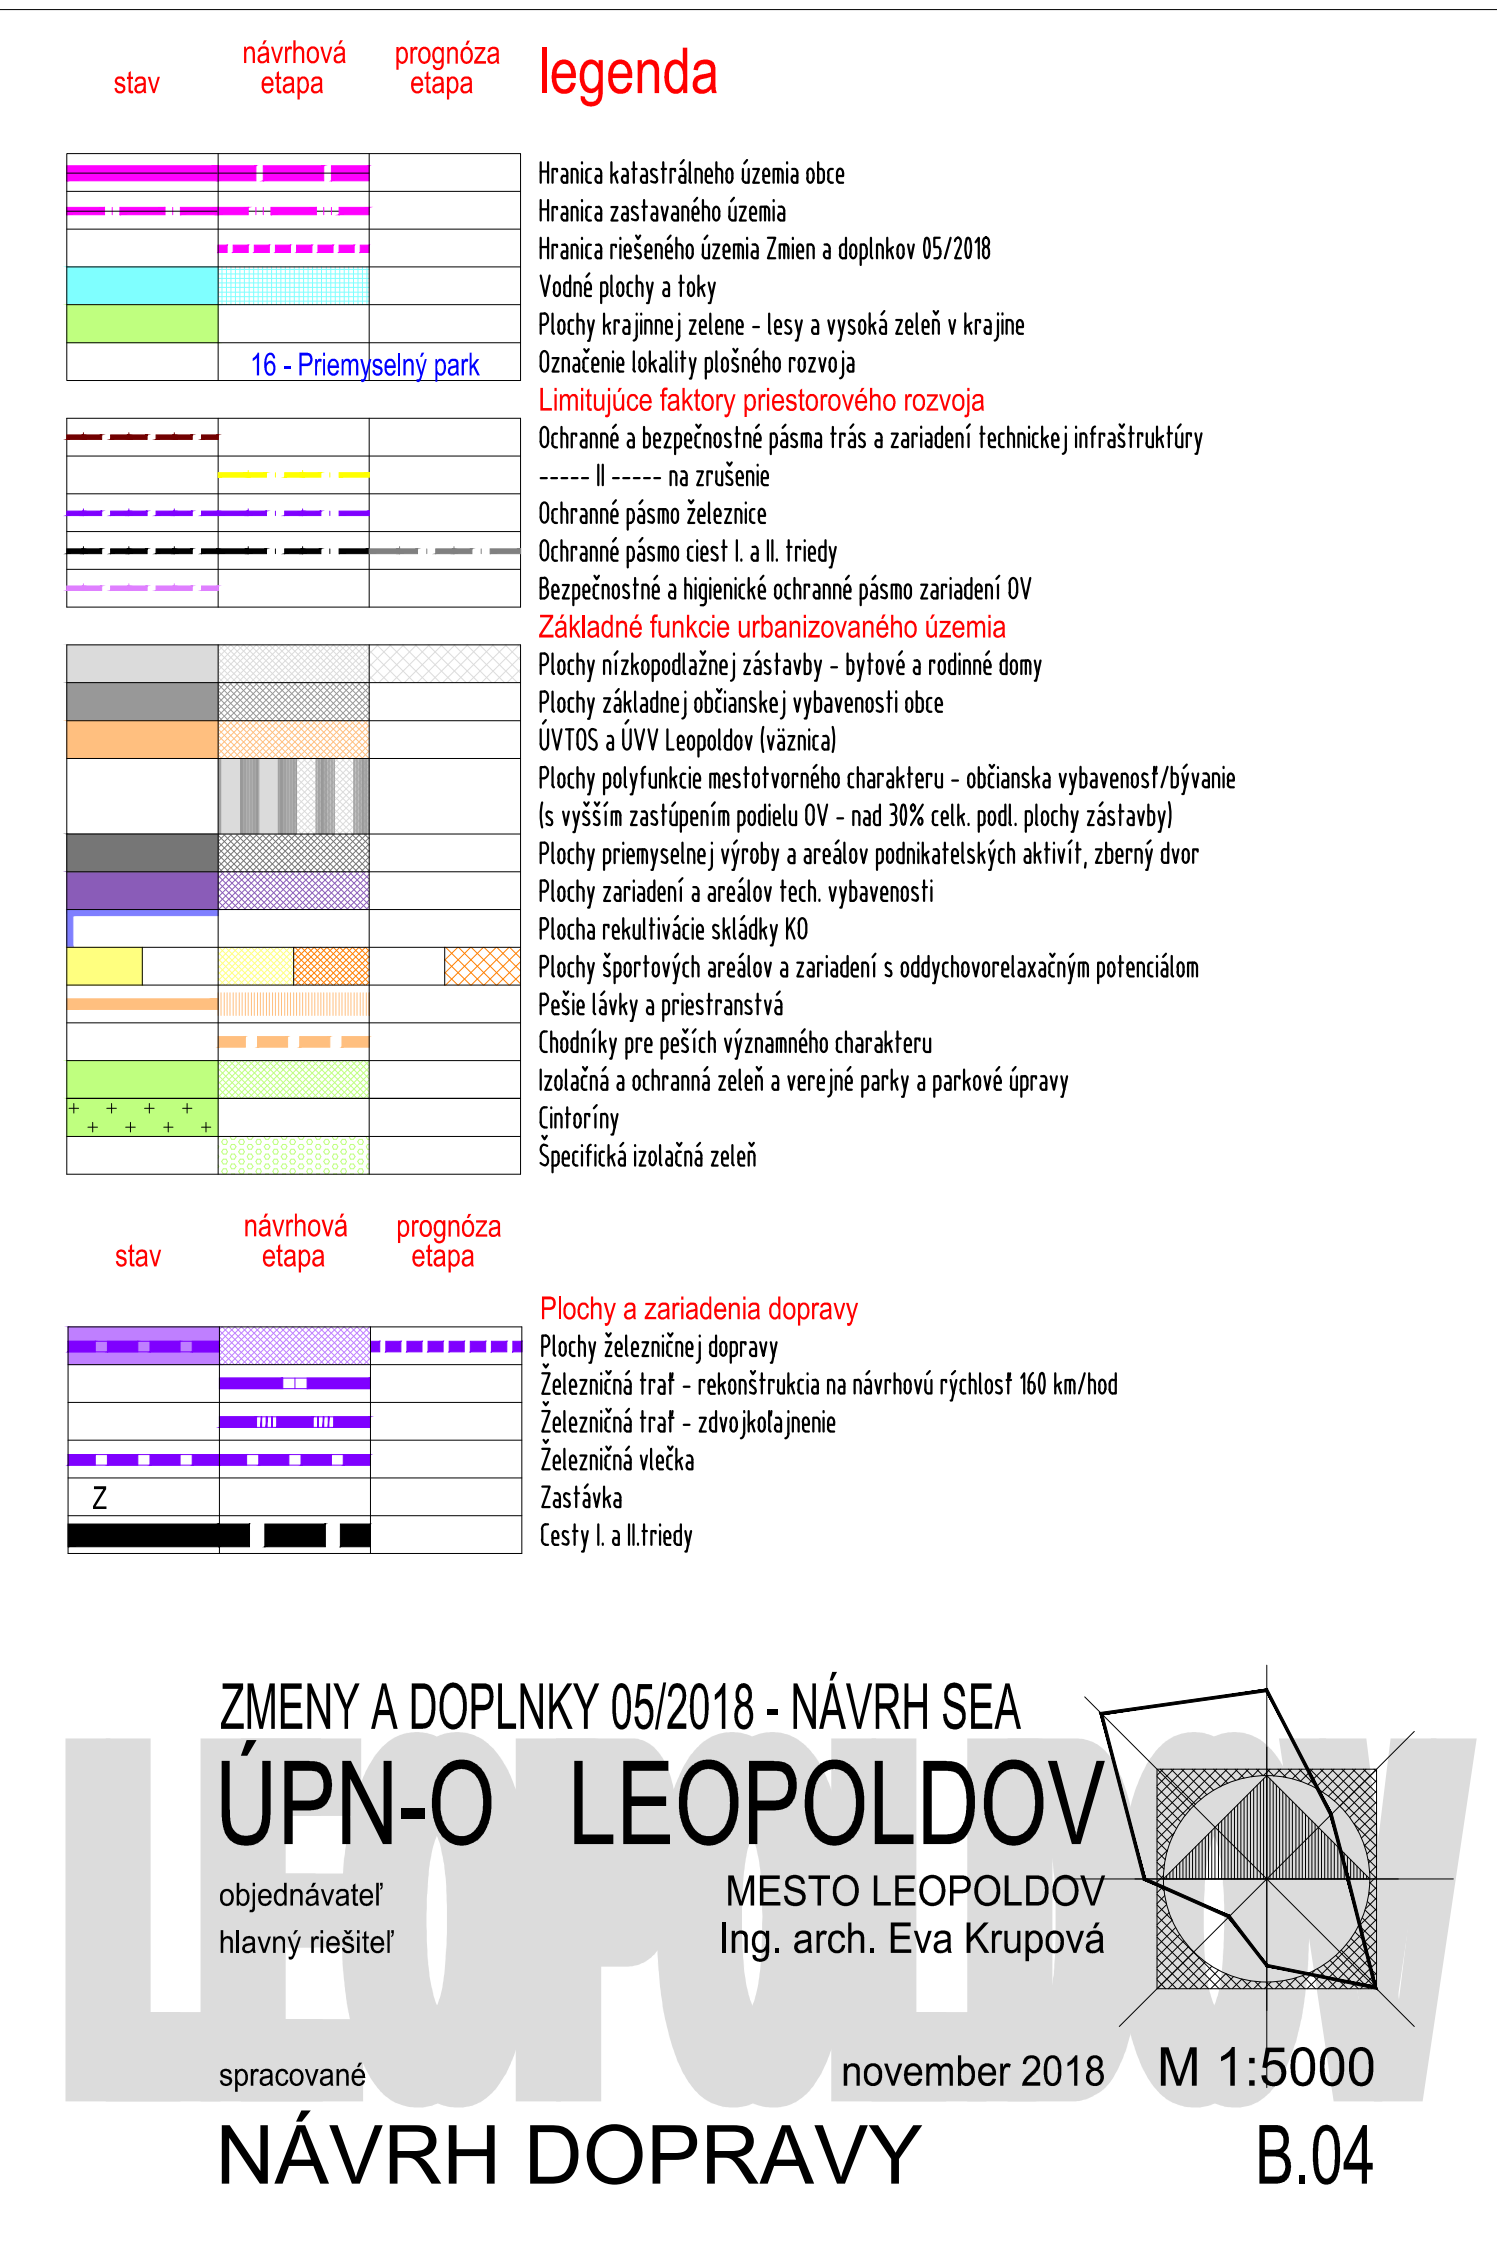 stav
návrhová
etapa
prognóza
etapa
legenda
Hranica katastrálneho územia obce
Hranica zastavaného územia
Hranica riešeného územia Zmien a doplnkov 05/2018
Vodné plochy a toky
Plochy krajinnej zelene - lesy a vysoká zeleň v krajine
16 - Priemyselný park
Označenie lokality plošného rozvoja
Limitujúce faktory priestorového rozvoja
Ochranné a bezpečnostné pásma trás a zariadení technickej infraštruktúry
----- II ----- na zrušenie
Ochranné pásmo železnice
Ochranné pásmo ciest I. a II. triedy
Bezpečnostné a higienické ochranné pásmo zariadení OV
Základné funkcie urbanizovaného územia
Plochy nízkopodlažnej zástavby - bytové a rodinné domy
Plochy základnej občianskej vybavenosti obce
ÚVTOS a ÚVV Leopoldov (väznica)
Plochy polyfunkcie mestotvorného charakteru - občianska vybavenosť/bývanie
(s vyšším zastúpením podielu OV - nad 30% celk. podl. plochy zástavby)
Plochy priemyselnej výroby a areálov podnikatelských aktivít, zberný dvor
Plochy zariadení a areálov tech. vybavenosti
Plocha rekultivácie skládky KO
Plochy športových areálov a zariadení s oddychovorelaxačným potenciálom
Pešie lávky a priestranstvá
Chodníky pre peších významného charakteru
Izolačná a ochranná zeleň a verejné parky a parkové úpravy
Cintoríny
Špecifická izolačná zeleň
stav
návrhová
etapa
prognóza
etapa
Plochy a zariadenia dopravy
Plochy železničnej dopravy
Železničná trať - rekonštrukcia na návrhovú rýchlosť 160 km/hod
Železničná trať - zdvojkoľajnenie
Železničná vlečka
Z
Zastávka
Cesty I. a II.triedy
ZMENY A DOPLNKY 05/2018 - NÁVRH SEA
LEOPOLDOV
ÚPN-O LEOPOLDOV
objednávateľ MESTO LEOPOLDOV
hlavný riešiteľ Ing. arch. Eva Krupová
spracované november 2018 M 1:5000
NÁVRH DOPRAVY B.04